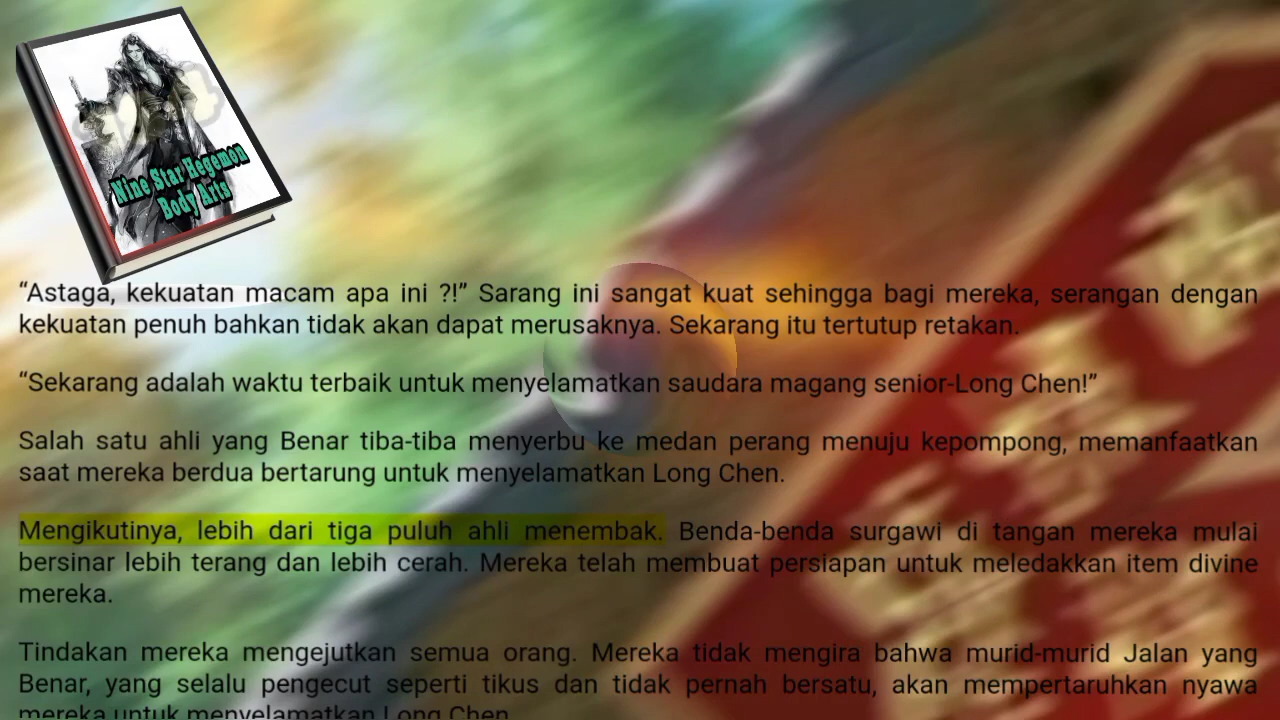 Nine Star Hegemon
Body Arts
“Astaga, kekuatan macam apa ini ?!” Sarang ini sangat kuat sehingga bagi mereka, serangan dengan
kekuatan penuh bahkan tidak akan dapat merusaknya. Sekarang itu tertutup retakan.
“Sekarang adalah waktu terbaik untuk menyelamatkan saudara magang senior-Long Chen!”
Salah satu ahli yang Benar tiba-tiba menyerbu ke medan perang menuju kepompong, memanfaatkan
saat mereka berdua bertarung untuk menyelamatkan Long Chen.
Mengikutinya, lebih dari tiga puluh ahli menembak. Benda-benda surgawi di tangan mereka mulai
bersinar lebih terang dan lebih cerah. Mereka telah membuat persiapan untuk meledakkan item divine
mereka.
Tindakan mereka mengejutkan semua orang. Mereka tidak mengira bahwa murid-murid Jalan yang
Benar, yang selalu pengecut seperti tikus dan tidak pernah bersatu, akan mempertaruhkan nyawa
mereka untuk menyelamatkan Long Chen.